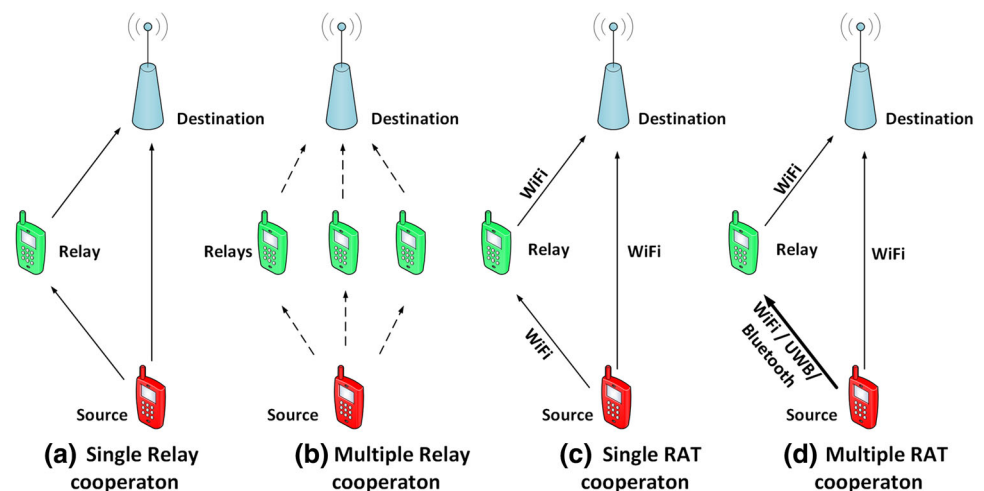 Destination
Relay
Source
(a) Single Relay
cooperaton
Destination
Relays
(b) Multiple Relay
cooperaton
Destination
WiFi
Relay
WiFi
WiFi
Source
(c) Single RAT
cooperaton
Destination
WiFi
Relay
WiFi
WiFi / UWB/
Bluetooth
Source
(d) Multiple RAT
cooperaton
Source